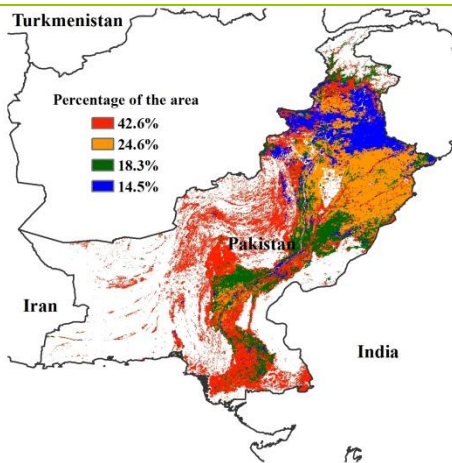 Turkmenistan
Percentage of the area
42.6%
24.6%
18.3%
14.5%
Pakistan
Iran
India